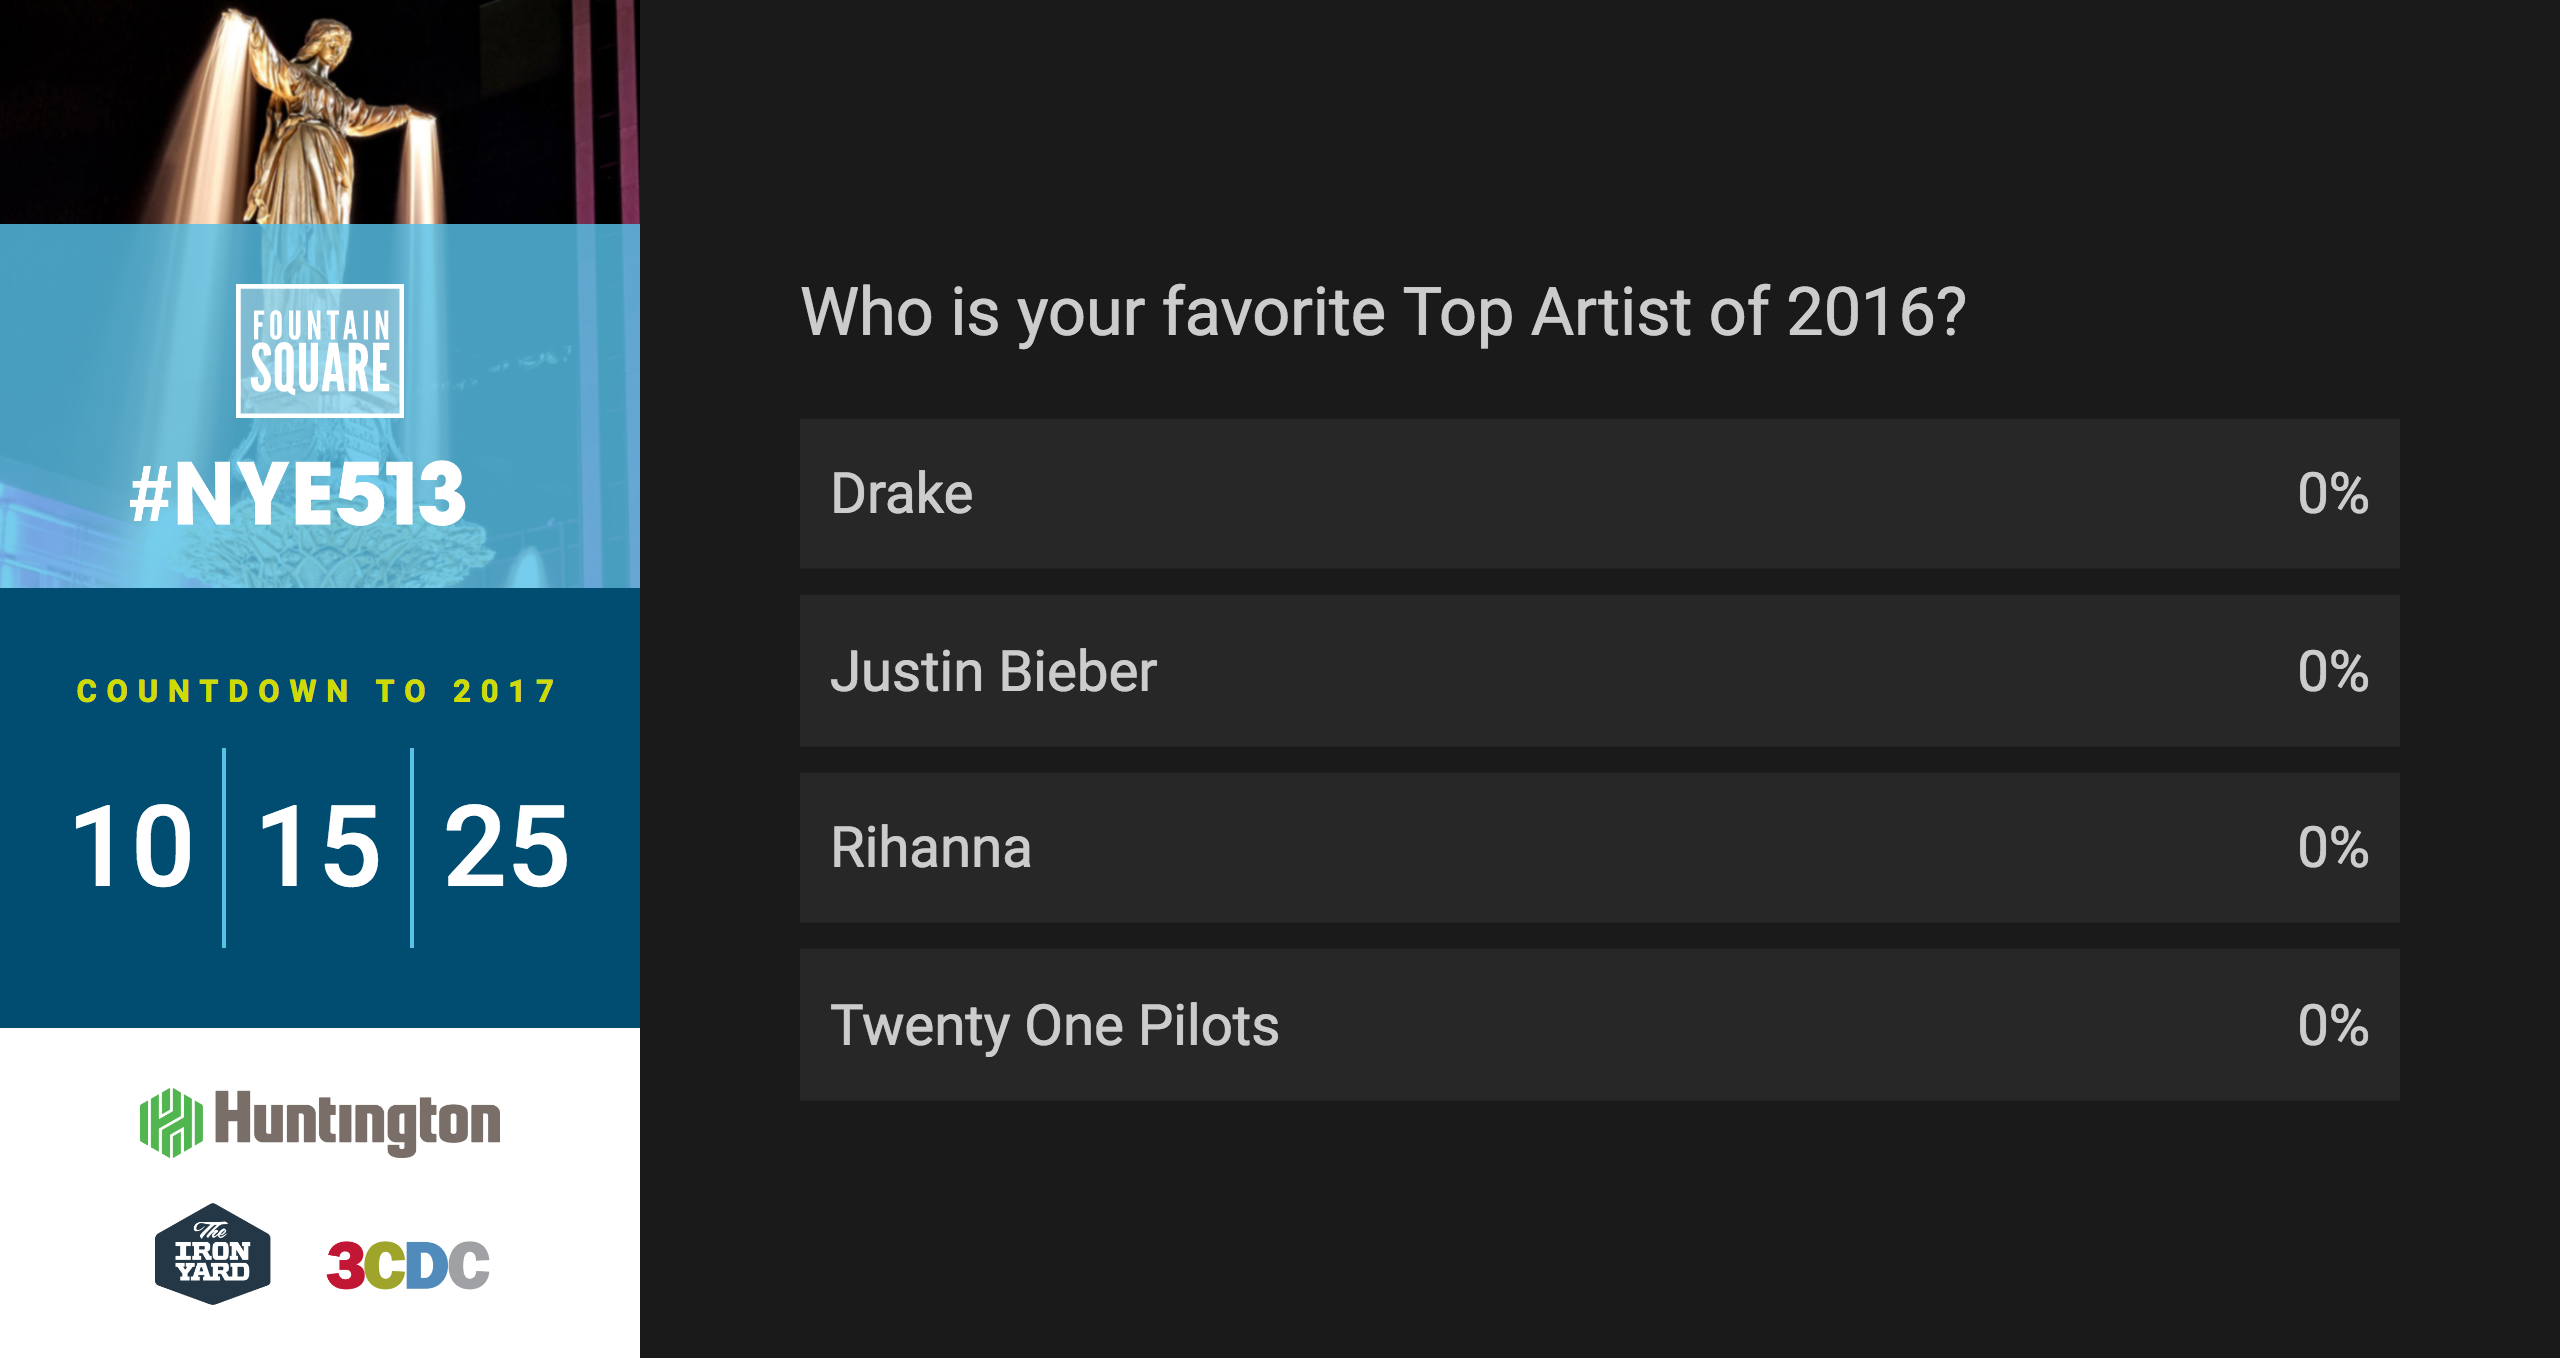 FOUNTAIN
SQUARE
#NYE513
COUNTDOWN TO 2017
10 15 25
Huntington
The
IRON
YARD
3CDC
Who is your favorite Top Artist of 2016?
Drake 0%
Justin Bieber 0%
Rihanna 0%
Twenty One Pilots 0%